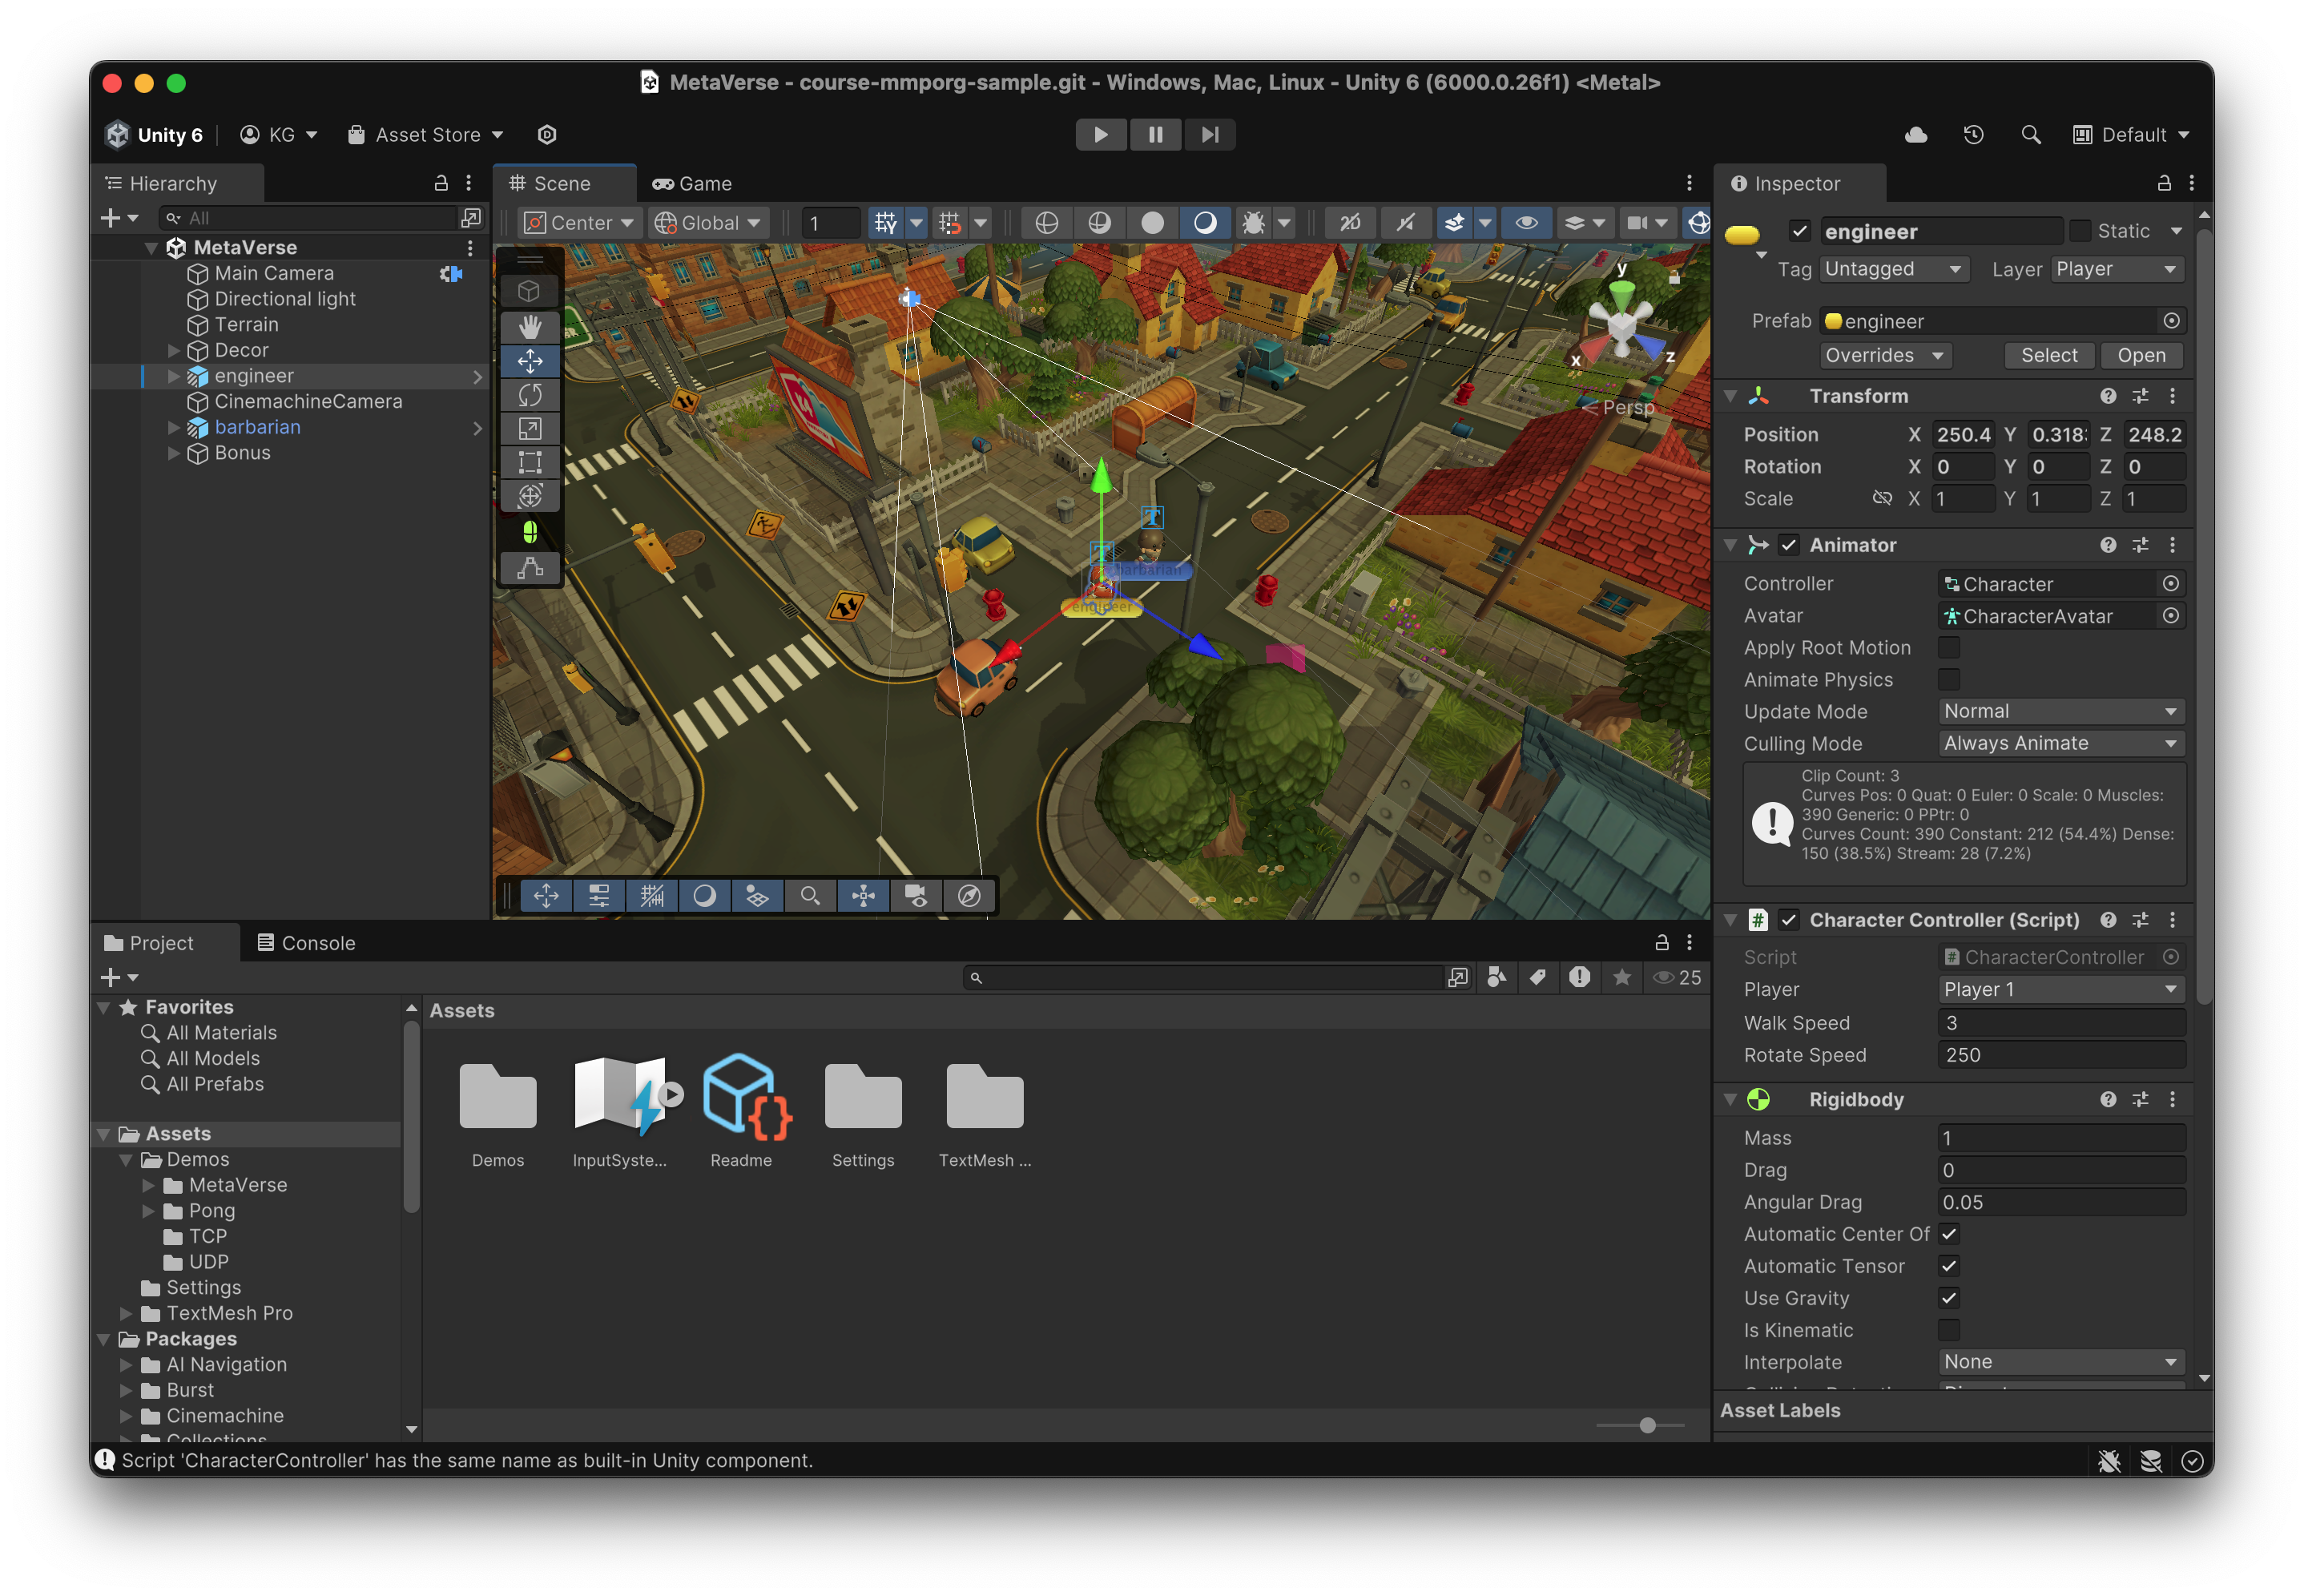 MetaVerse - course-mmporg-sample.git - Windows, Mac, Linux - Unity 6 (6000.0.26f1) <Metal>
Unity 6 KG Asset Store Default
Hierarchy
All
MetaVerse
Main Camera
Directional light
Terrain
Decor
engineer
CinemachineCamera
barbarian
Bonus
Scene Game
Center Global 1 2D
y
x
z
Persp
barbarian
engineer
Inspector
engineer Static
Tag Untagged Layer Player
Prefab engineer
Overrides Select Open
Transform
Position X 250.4 Y 0.318 Z 248.2
Rotation X 0 Y 0 Z 0
Scale X 1 Y 1 Z 1
Animator
Controller Character
Avatar CharacterAvatar
Apply Root Motion
Animate Physics
Update Mode Normal
Culling Mode Always Animate
Clip Count: 3
Curves Pos: 0 Quat: 0 Euler: 0 Scale: 0 Muscles:
390 Generic: 0 PPtr: 0
Curves Count: 390 Constant: 212 (54.4%) Dense:
150 (38.5%) Stream: 28 (7.2%)
# Character Controller (Script)
Script # CharacterController
Player Player 1
Walk Speed 3
Rotate Speed 250
Rigidbody
Mass 1
Drag 0
Angular Drag 0.05
Automatic Center Of
Automatic Tensor
Use Gravity
Is Kinematic
Interpolate None
Asset Labels
Project Console
25
Favorites
All Materials
All Models
All Prefabs
Assets
Demos
MetaVerse
Pong
TCP
UDP
Settings
TextMesh Pro
Packages
AI Navigation
Burst
Cinemachine
Collections
Assets
Demos InputSyste... Readme Settings TextMesh ...
Script 'CharacterController' has the same name as built-in Unity component.